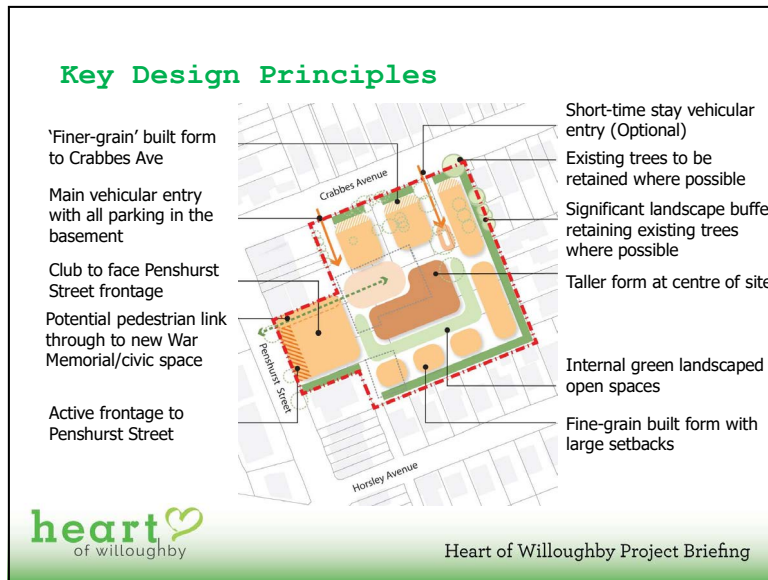 Key Design Principles
'Finer-grain' built form
to Crabbes Ave
Main vehicular entry
with all parking in the
basement
Club to face Penshurst
Street frontage
Potential pedestrian link
through to new War
Memorial/civic space
Active frontage to
Penshurst Street
Crabbes Avenue
Penshurst Street
Horsley Avenue
Short-time stay vehicular
entry (Optional)
Existing trees to be
retained where possible
Significant landscape buffe
retaining existing trees
where possible
Taller form at centre of site
Internal green landscaped
open spaces
Fine-grain built form with
large setbacks
heart
of willoughby
Heart of Willoughby Project Briefing